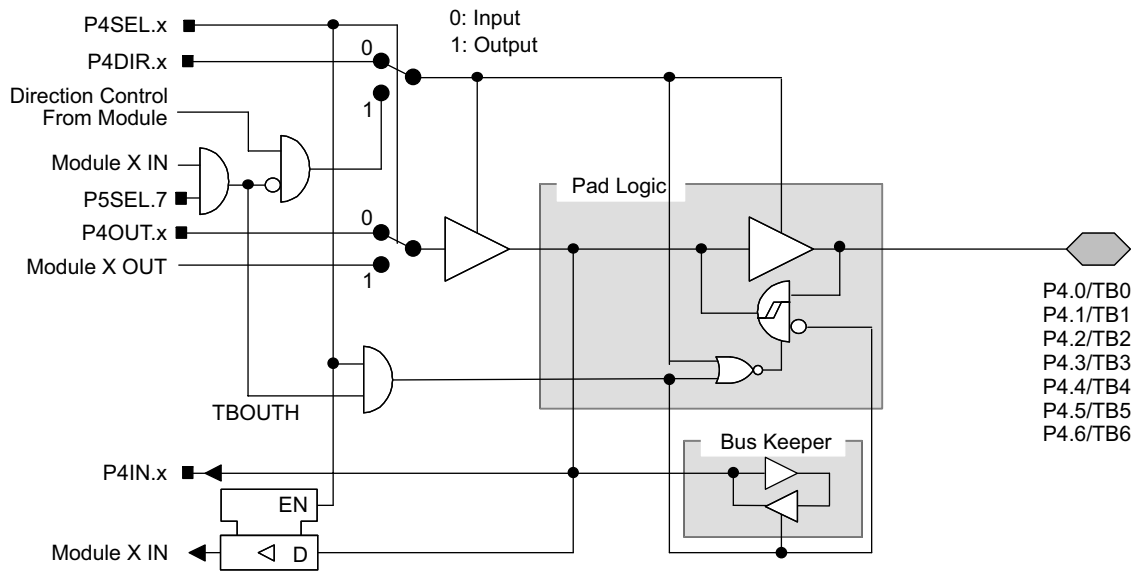 P4SEL.x
0: Input
1: Output
P4DIR.x
0
Direction Control
From Module
1
Module X IN
Pad Logic
P5SEL.7
P4OUT.x
0
Module X OUT
1
P4.0/TB0
P4.1/TB1
P4.2/TB2
P4.3/TB3
P4.4/TB4
P4.5/TB5
P4.6/TB6
TBOUTH
Bus Keeper
P4IN.x
EN
Module X IN
D